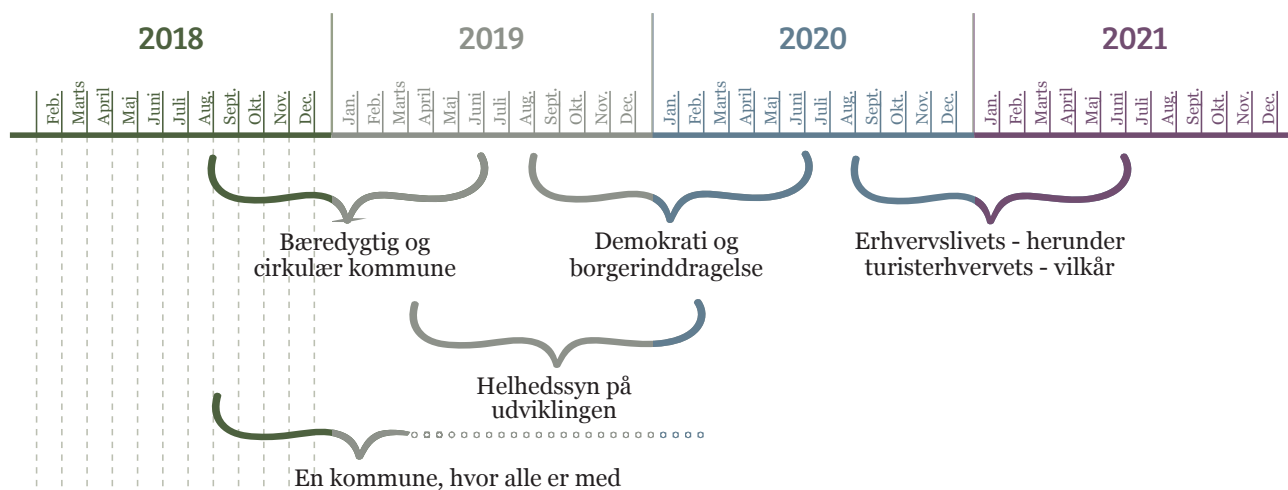 2018 2019 2020 2021
Feb. Marts April Maj Juni Juli Aug. Sept. Okt. Nov. Dec. Jan. Feb. Marts April Maj Juni Juli Aug. Sept. Okt. Nov. Dec. Jan. Feb. Marts April Maj Juni Juli Aug. Sept. Okt. Nov. Dec. Jan. Feb. Marts April Maj Juni Juli Aug. Sept. Okt. Nov. Dec.
Bæredygtig og
cirkulær kommune
Demokrati og
borgerinddragelse
Erhvervslivets - herunder
turisterhvervets - vilkår
Helhedssyn på
udviklingen
En kommune, hvor alle er med